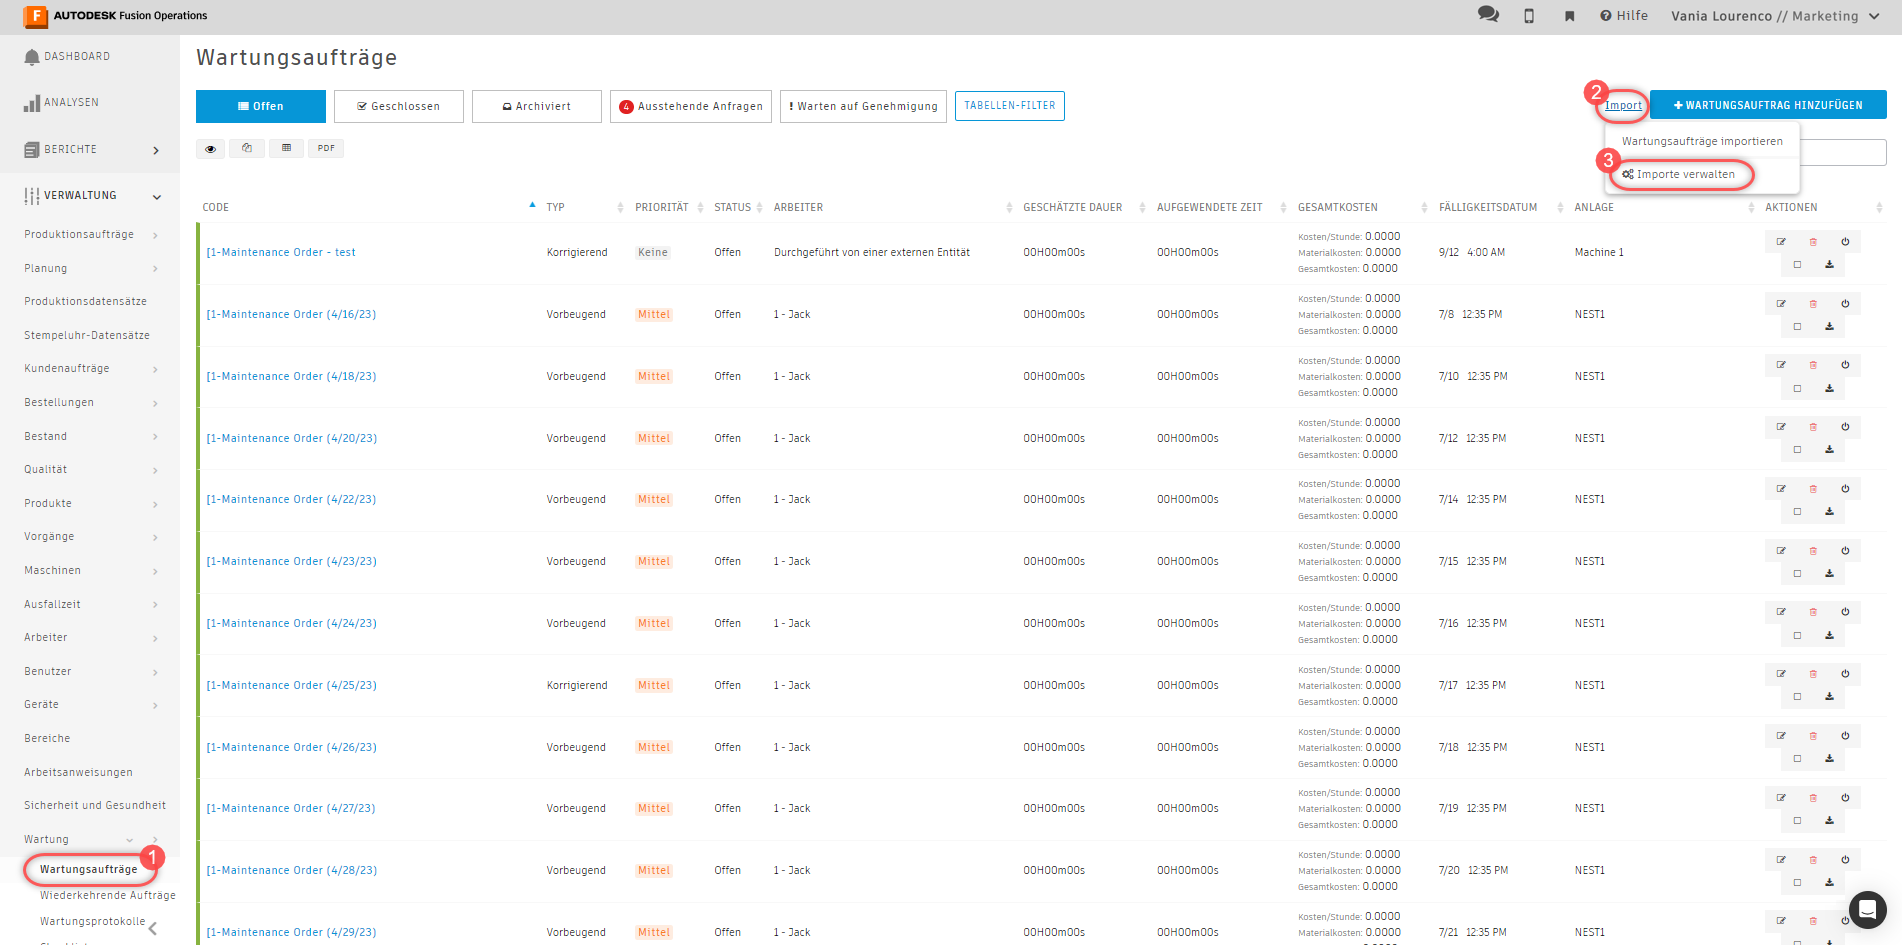 F AUTODESK Fusion Operations
Hilfe
Vania Lourenco // Marketing
DASHBOARD
ANALYSEN
BERICHTE
VERWALTUNG
Produktionsaufträge
Planung
Produktionsdatensätze
Stempeluhr-Datensätze
Kundenaufträge
Bestellungen
Bestand
Qualität
Produkte
Vorgänge
Maschinen
Ausfallzeit
Arbeiter
Benutzer
Geräte
Bereiche
Arbeitsanweisungen
Sicherheit und Gesundheit
Wartung
1
Wartungsaufträge
Wiederkehrende Aufträge
Wartungsprotokolle
Wartungsaufträge
Offen Geschlossen Archiviert 4 Ausstehende Anfragen ! Warten auf Genehmigung TABELLEN-FILTER
2 Import + WARTUNGSAUFTRAG HINZUFÜGEN
Wartungsaufträge importieren
3 Importe verwalten
PDF
CODE TYP PRIORITÄT STATUS ARBEITER GESCHÄTZTE DAUER AUFGEWENDETE ZEIT GESAMTKOSTEN FÄLLIGKEITSDATUM ANLAGE AKTIONEN
Kosten/Stunde: 0.0000
[1-Maintenance Order - test Korrigierend Keine Offen Durchgeführt von einer externen Entität 00H00m00s 00H00m00s Materialkosten: 0.0000 9/12 4:00 AM Machine 1
Gesamtkosten: 0.0000
Kosten/Stunde: 0.0000
[1-Maintenance Order (4/16/23) Vorbeugend Mittel Offen 1 - Jack 00H00m00s 00H00m00s Materialkosten: 0.0000 7/8 12:35 PM NEST1
Gesamtkosten: 0.0000
Kosten/Stunde: 0.0000
[1-Maintenance Order (4/18/23) Vorbeugend Mittel Offen 1 - Jack 00H00m00s 00H00m00s Materialkosten: 0.0000 7/10 12:35 PM NEST1
Gesamtkosten: 0.0000
Kosten/Stunde: 0.0000
[1-Maintenance Order (4/20/23) Vorbeugend Mittel Offen 1 - Jack 00H00m00s 00H00m00s Materialkosten: 0.0000 7/12 12:35 PM NEST1
Gesamtkosten: 0.0000
Kosten/Stunde: 0.0000
[1-Maintenance Order (4/22/23) Vorbeugend Mittel Offen 1 - Jack 00H00m00s 00H00m00s Materialkosten: 0.0000 7/14 12:35 PM NEST1
Gesamtkosten: 0.0000
Kosten/Stunde: 0.0000
[1-Maintenance Order (4/23/23) Vorbeugend Mittel Offen 1 - Jack 00H00m00s 00H00m00s Materialkosten: 0.0000 7/15 12:35 PM NEST1
Gesamtkosten: 0.0000
Kosten/Stunde: 0.0000
[1-Maintenance Order (4/24/23) Vorbeugend Mittel Offen 1 - Jack 00H00m00s 00H00m00s Materialkosten: 0.0000 7/16 12:35 PM NEST1
Gesamtkosten: 0.0000
Kosten/Stunde: 0.0000
[1-Maintenance Order (4/25/23) Korrigierend Mittel Offen 1 - Jack 00H00m00s 00H00m00s Materialkosten: 0.0000 7/17 12:35 PM NEST1
Gesamtkosten: 0.0000
Kosten/Stunde: 0.0000
[1-Maintenance Order (4/26/23) Vorbeugend Mittel Offen 1 - Jack 00H00m00s 00H00m00s Materialkosten: 0.0000 7/18 12:35 PM NEST1
Gesamtkosten: 0.0000
Kosten/Stunde: 0.0000
[1-Maintenance Order (4/27/23) Vorbeugend Mittel Offen 1 - Jack 00H00m00s 00H00m00s Materialkosten: 0.0000 7/19 12:35 PM NEST1
Gesamtkosten: 0.0000
Kosten/Stunde: 0.0000
[1-Maintenance Order (4/28/23) Vorbeugend Mittel Offen 1 - Jack 00H00m00s 00H00m00s Materialkosten: 0.0000 7/20 12:35 PM NEST1
Gesamtkosten: 0.0000
Kosten/Stunde: 0.0000
[1-Maintenance Order (4/29/23) Vorbeugend Mittel Offen 1 - Jack 00H00m00s 00H00m00s Materialkosten: 0.0000 7/21 12:35 PM NEST1